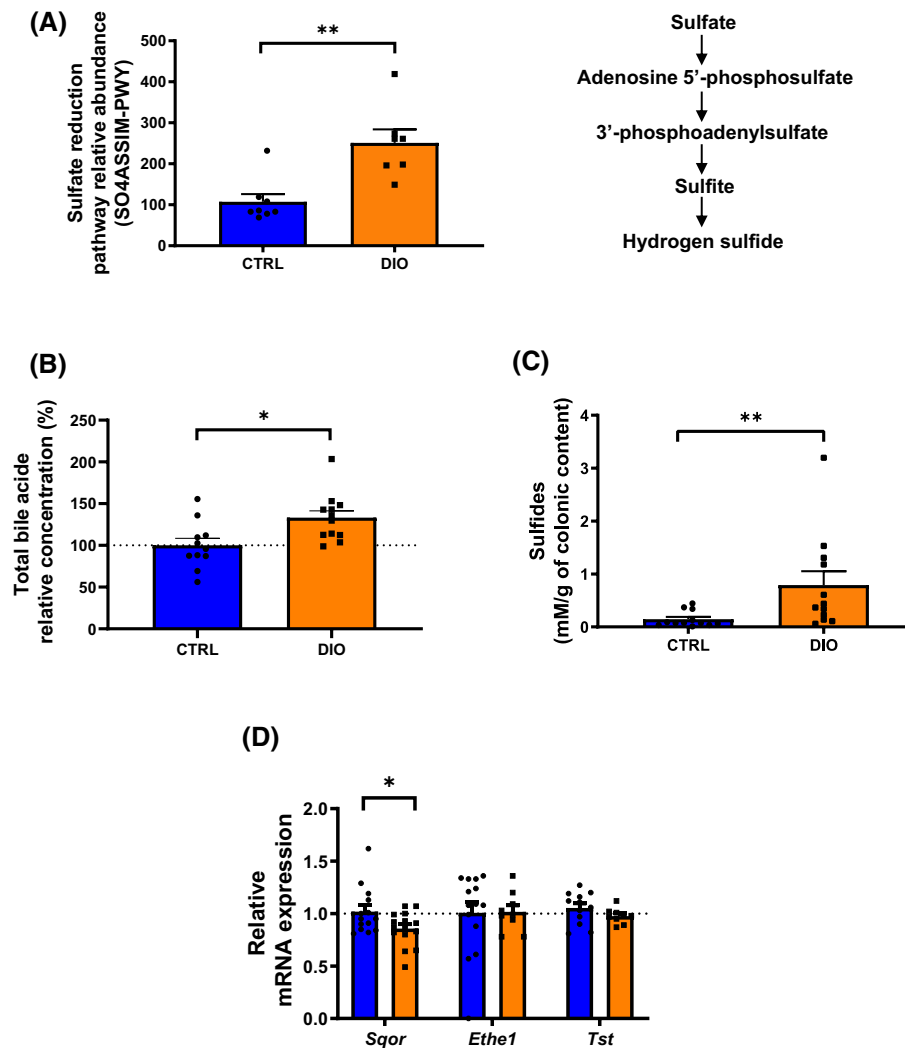 (A)
Sulfate reduction
pathway relative abundance
(SO4ASSIM-PWY)
500
400
300
200
100
0
**
CTRL
DIO
Sulfate
Adenosine 5’-phosphosulfate
3’-phosphoadenylsulfate
Sulfite
Hydrogen sulfide
(B)
Total bile acide
relative concentration (%)
250
200
150
100
50
0
*
CTRL
DIO
(C)
Sulfides
(mM/g of colonic content)
4
3
2
1
0
**
CTRL
DIO
(D)
Relative
mRNA expression
2.0
1.5
1.0
0.5
0.0
*
Sqor
Ethe1
Tst